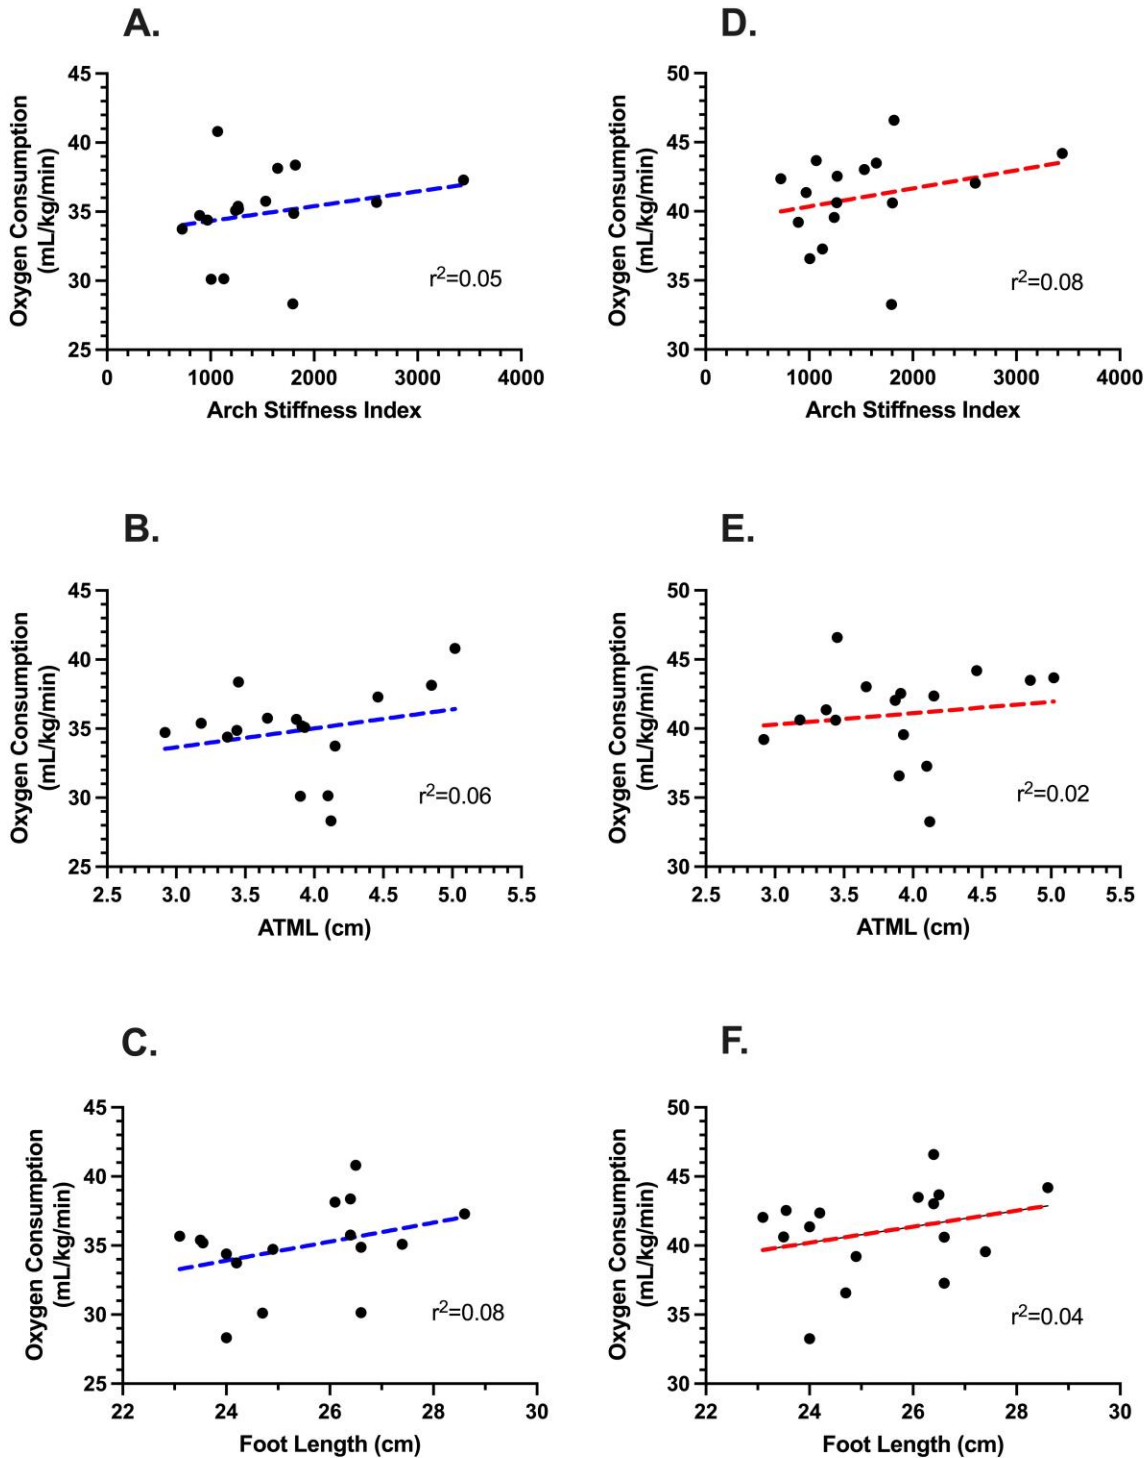 A.
Oxygen Consumption
(mL/kg/min)
45
40
35
30
25
r²=0.05
0 1000 2000 3000 4000
Arch Stiffness Index
D.
Oxygen Consumption
(mL/kg/min)
50
45
40
35
30
r²=0.08
0 1000 2000 3000 4000
Arch Stiffness Index
B.
Oxygen Consumption
(mL/kg/min)
45
40
35
30
25
r²=0.06
2.5 3.0 3.5 4.0 4.5 5.0 5.5
ATML (cm)
E.
Oxygen Consumption
(mL/kg/min)
50
45
40
35
30
r²=0.02
2.5 3.0 3.5 4.0 4.5 5.0 5.5
ATML (cm)
C.
Oxygen Consumption
(mL/kg/min)
45
40
35
30
25
r²=0.08
22 24 26 28 30
Foot Length (cm)
F.
Oxygen Consumption
(mL/kg/min)
50
45
40
35
30
r²=0.04
22 24 26 28 30
Foot Length (cm)